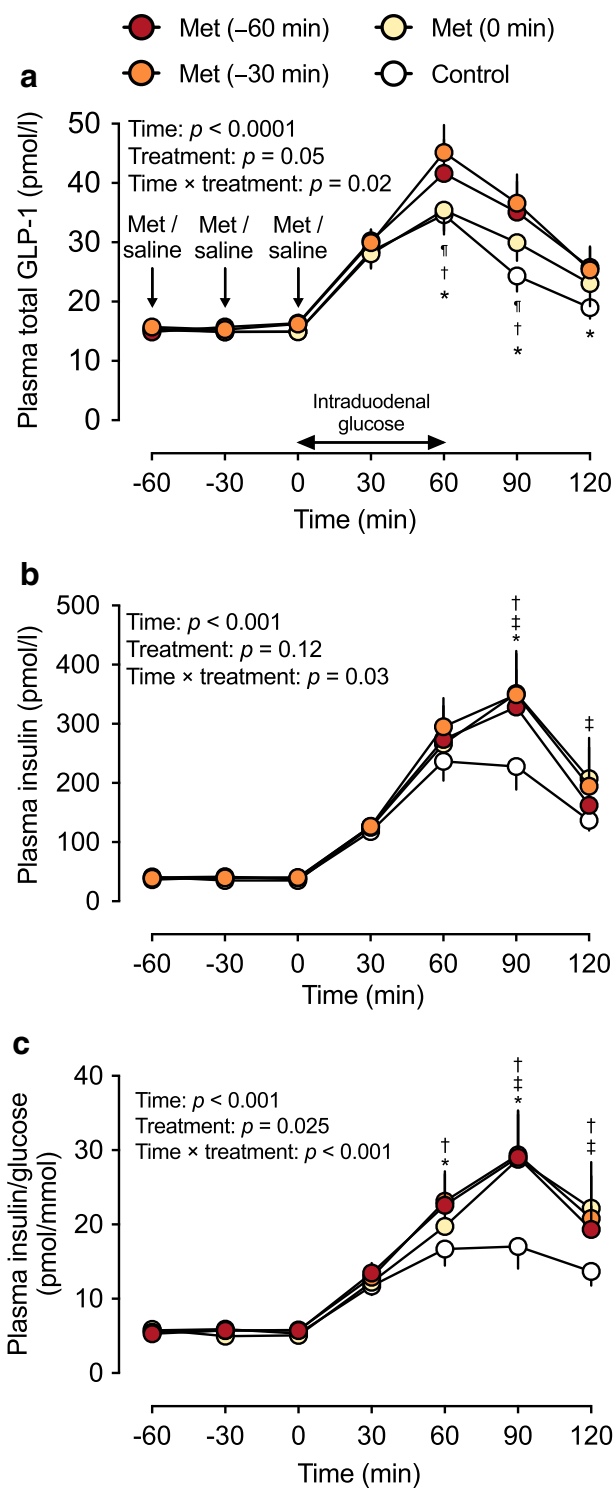 Met (–60 min)
Met (0 min)
Met (–30 min)
Control
a
Plasma total GLP-1 (pmol/l)
50
40
30
20
10
0
Time: p < 0.0001
Treatment: p = 0.05
Time × treatment: p = 0.02
Met / saline
Met / saline
Met / saline
¶
†
*
¶
†
*
*
Intraduodenal
glucose
-60 -30 0 30 60 90 120
Time (min)
b
Plasma insulin (pmol/l)
500
400
300
200
100
0
Time: p < 0.001
Treatment: p = 0.12
Time × treatment: p = 0.03
†
‡
*
‡
-60 -30 0 30 60 90 120
Time (min)
c
Plasma insulin/glucose
(pmol/mmol)
40
30
20
10
0
Time: p < 0.001
Treatment: p = 0.025
Time × treatment: p < 0.001
†
*
†
‡
*
†
‡
-60 -30 0 30 60 90 120
Time (min)